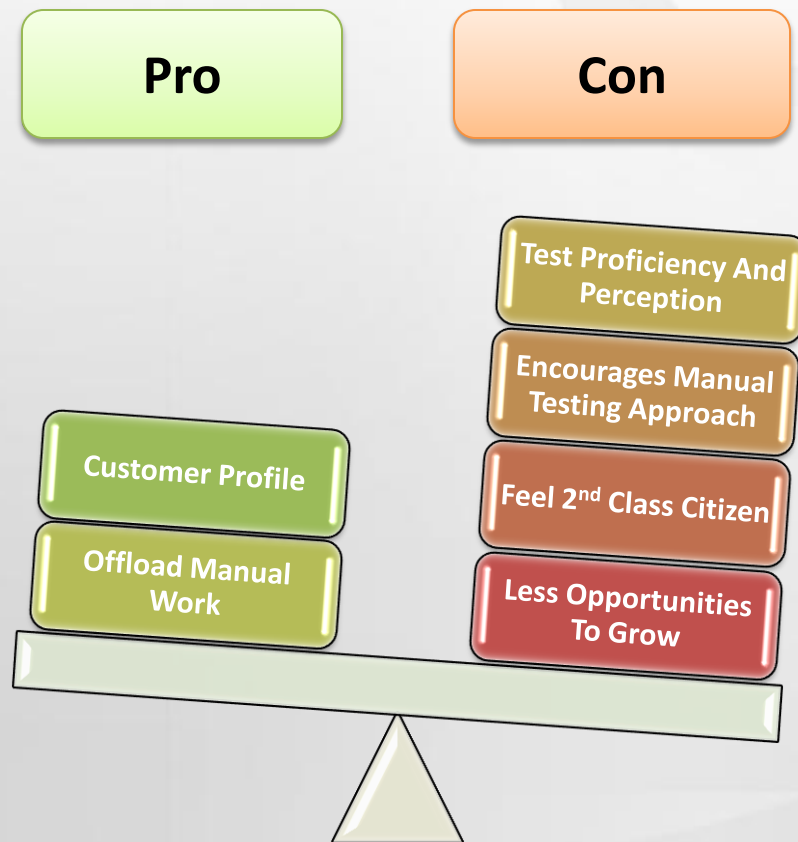 Pro
Con
Customer Profile
Offload Manual
Work
Test Proficiency And
Perception
Encourages Manual
Testing Approach
Feel 2nd Class Citizen
Less Opportunities
To Grow